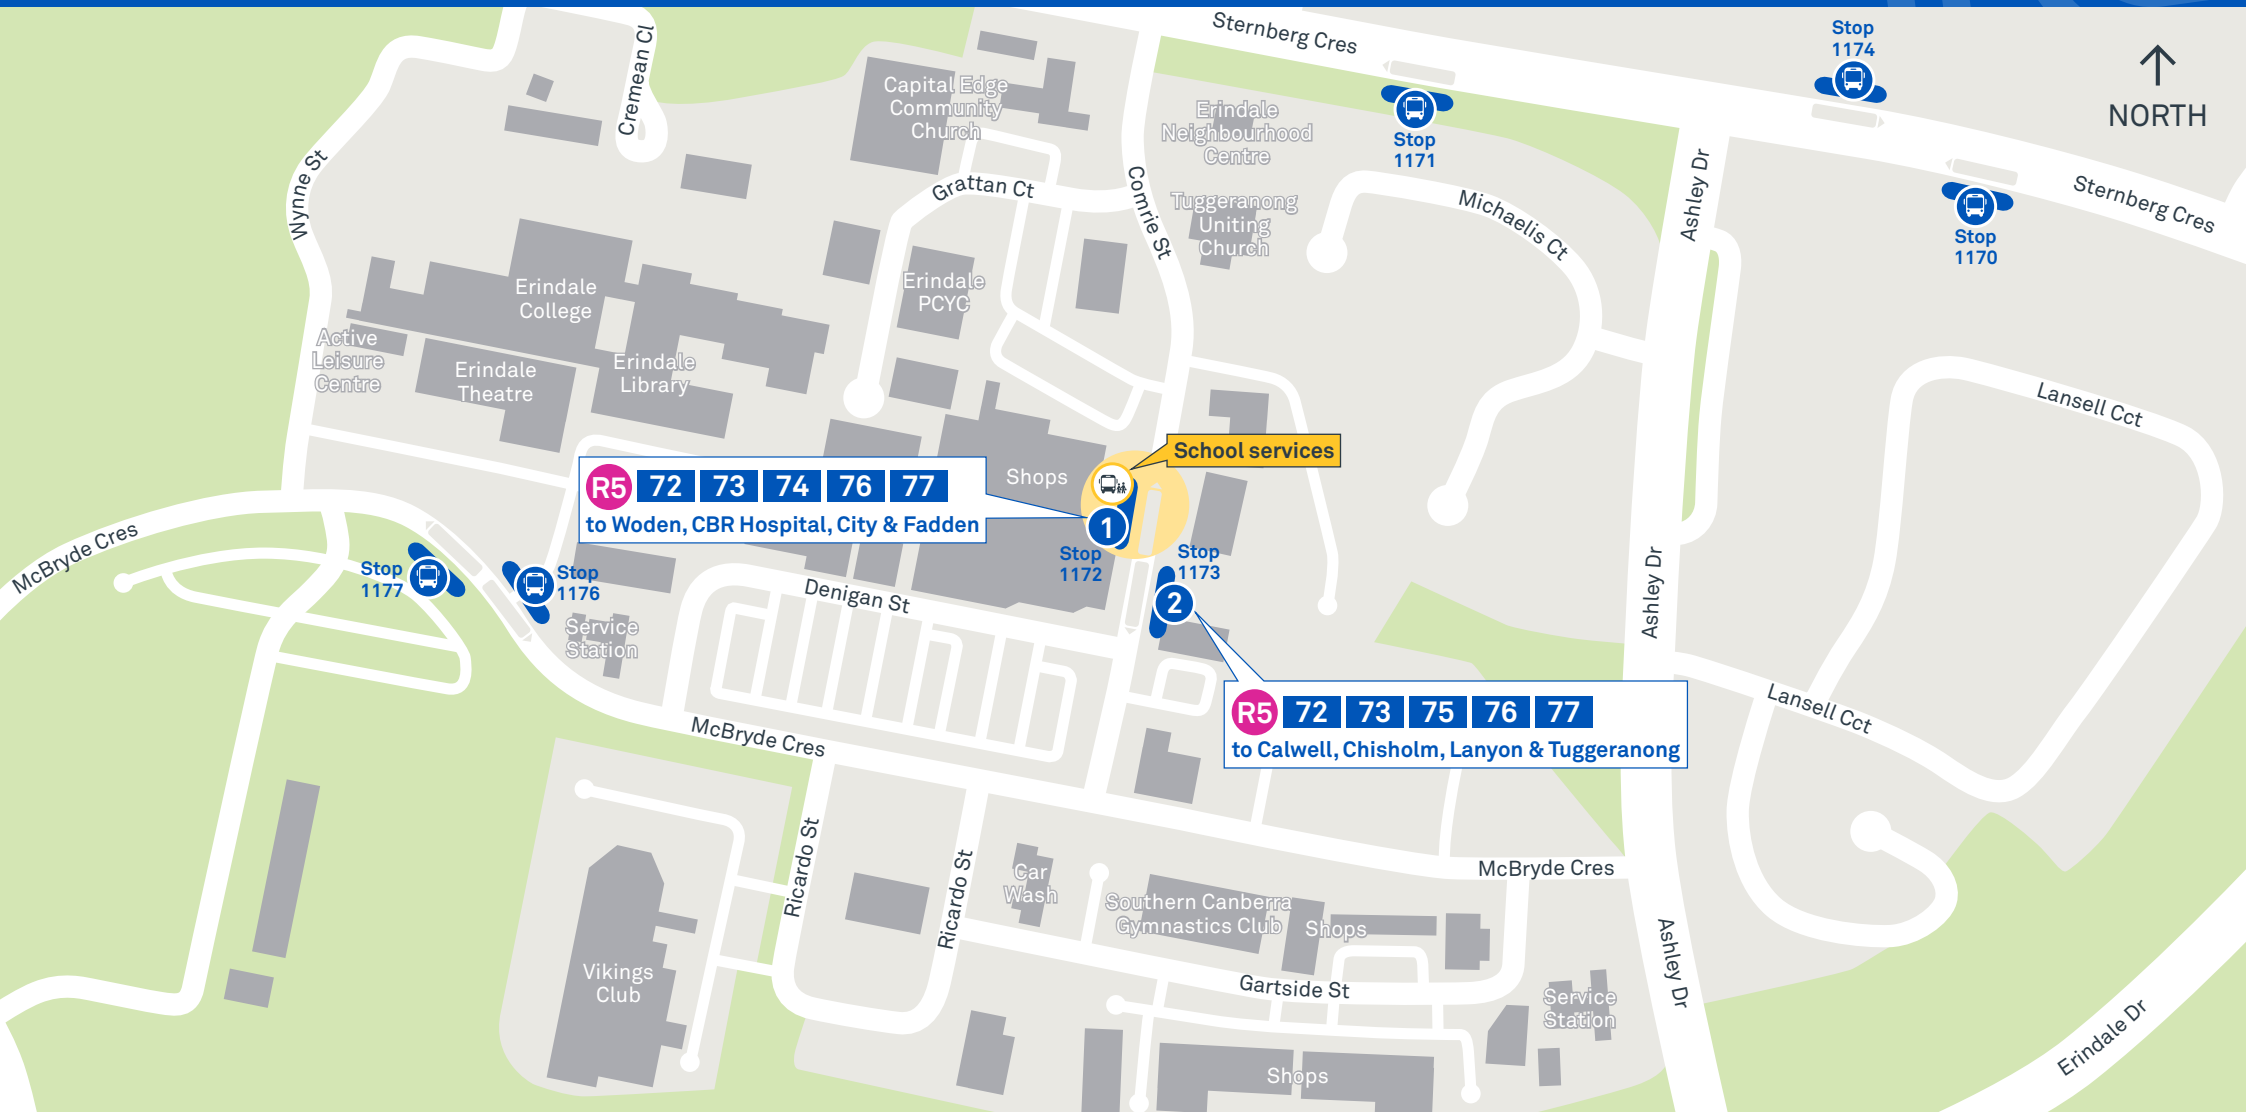 Sternberg Cres
Stop
1174
NORTH
Cremean Cl
Capital Edge
Community
Church
Erindale
Neighbourhood
Centre
Stop
1171
Wynne St
Grattan Ct
Comrie St
Tuggeranong
Uniting
Church
Michaelis Ct
Ashley Dr
Sternberg Cres
Stop
1170
Erindale
College
Erindale
PCYC
Active
Leisure
Centre
Erindale
Theatre
Erindale
Library
Lansell Cct
School services
Shops
R5 72 73 74 76 77
to Woden, CBR Hospital, City & Fadden
1
Stop
1172
Stop
1173
2
McBryde Cres
Stop
1177
Stop
1176
Denigan St
Ashley Dr
Service
Station
R5 72 73 75 76 77
to Calwell, Chisholm, Lanyon & Tuggeranong
Lansell Cct
McBryde Cres
Ricardo St
Ricardo St
Car
Wash
McBryde Cres
Southern Canberra
Gymnastics Club
Shops
Ashley Dr
Vikings
Club
Gartside St
Service
Station
Erindale Dr
Shops